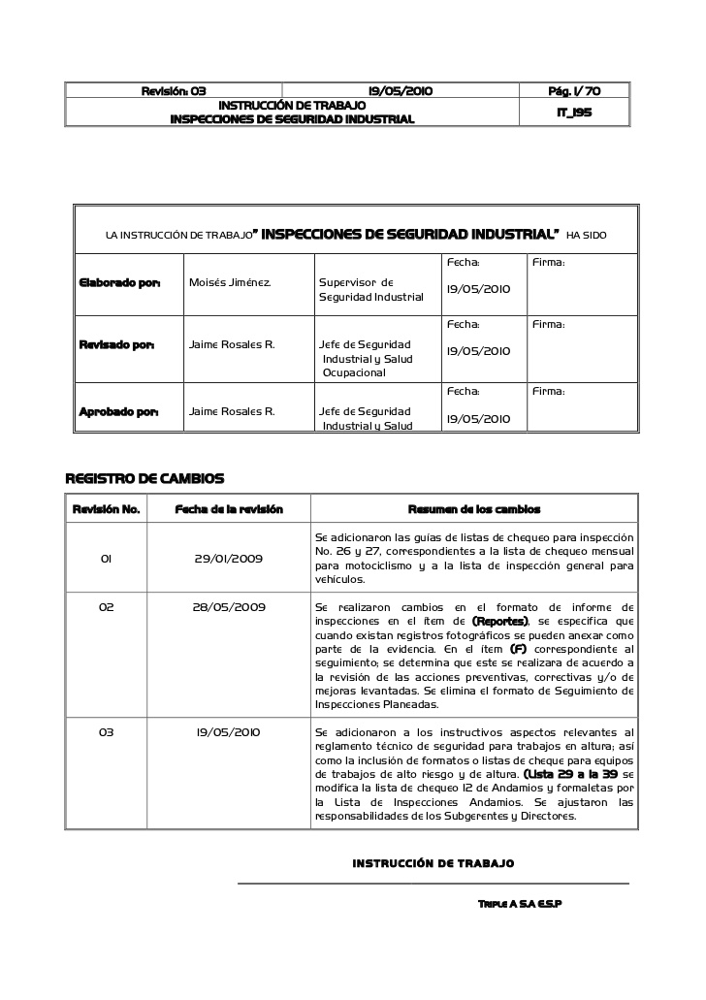 Revisión: 03 19/05/2010 Pág. 1/ 70
INSTRUCCIÓN DE TRABAJO
INSPECCIONES DE SEGURIDAD INDUSTRIAL
IT_195
LA INSTRUCCIÓN DE TRABAJO" INSPECCIONES DE SEGURIDAD INDUSTRIAL" HA SIDO
Elaborado por:
Moisés Jiménez.
Supervisor de
Seguridad Industrial
Fecha:
19/05/2010
Firma:
Revisado por:
Jaime Rosales R.
Jefe de Seguridad
Industrial y Salud
Ocupacional
Fecha:
19/05/2010
Firma:
Aprobado por:
Jaime Rosales R.
Jefe de Seguridad
Industrial y Salud
Fecha:
19/05/2010
Firma:
REGISTRO DE CAMBIOS
Revisión No. Fecha de la revisión Resumen de los cambios
01
29/01/2009
Se adicionaron las guías de listas de chequeo para inspección
No. 26 y 27, correspondientes a la lista de chequeo mensual
para motociclismo y a la lista de inspección general para
vehículos.
02
28/05/2009
Se realizaron cambios en el formato de informe de
inspecciones en el ítem de (Reportes), se especifica que
cuando existan registros fotográficos se pueden anexar como
parte de la evidencia. En el ítem (F) correspondiente al
seguimiento; se determina que este se realizara de acuerdo a
la revisión de las acciones preventivas, correctivas y/o de
mejoras levantadas. Se elimina el formato de Seguimiento de
Inspecciones Planeadas.
03
19/05/2010
Se adicionaron a los instructivos aspectos relevantes al
reglamento técnico de seguridad para trabajos en altura; así
como la inclusión de formatos o listas de cheque para equipos
de trabajos de alto riesgo y de altura. (Lista 29 a la 39 se
modifica la lista de chequeo 12 de Andamios y formaletas por
la Lista de Inspecciones Andamios. Se ajustaron las
responsabilidades de los Subgerentes y Directores.
INSTRUCCIÓN DE TRABAJO
TRIPLE A S.A E.S.P